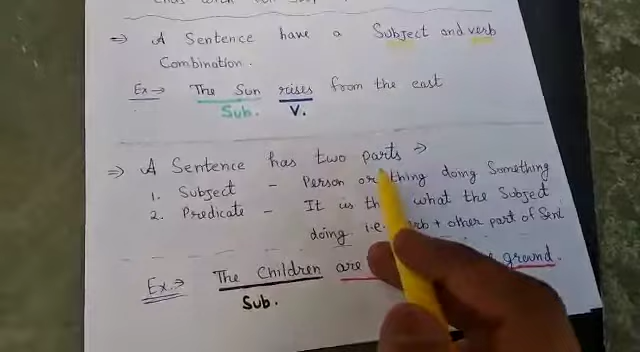 ⇒ A Sentence have a Subject and verb
Combination.
Ex→ The Sun rises from the east
Sub. V.
⇒ A Sentence has two parts →
1. Subject - Person or thing doing Something
2. Predicate - It is what the Subject
doing i.e. + other part of Sent
Ex.→ The Children are ground.
Sub.